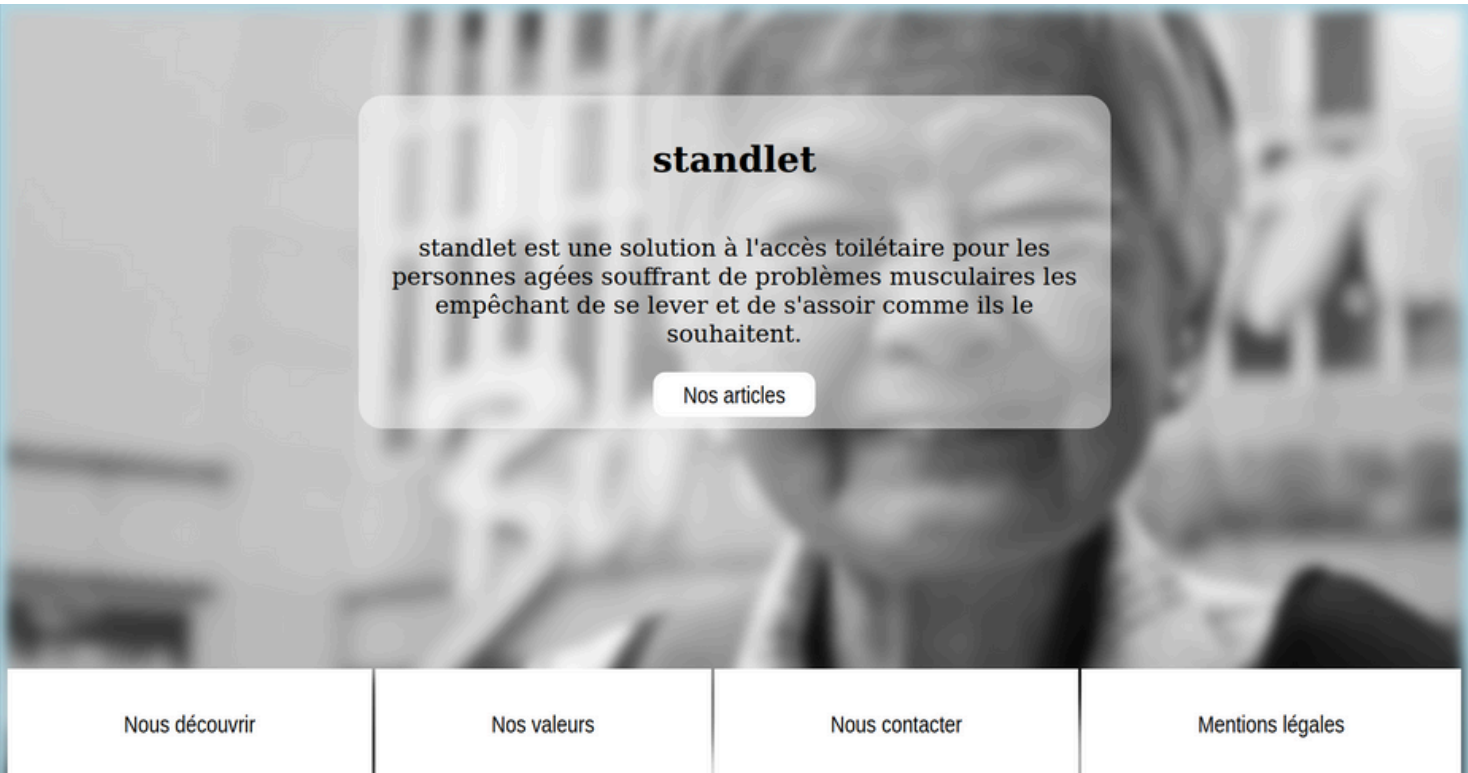 standlet
standlet est une solution à l'accès toilétaire pour les
personnes agées souffrant de problèmes musculaires les
empêchant de se lever et de s'assoir comme ils le
souhaitent.
Nos articles
Nous découvrir
Nos valeurs
Nous contacter
Mentions légales